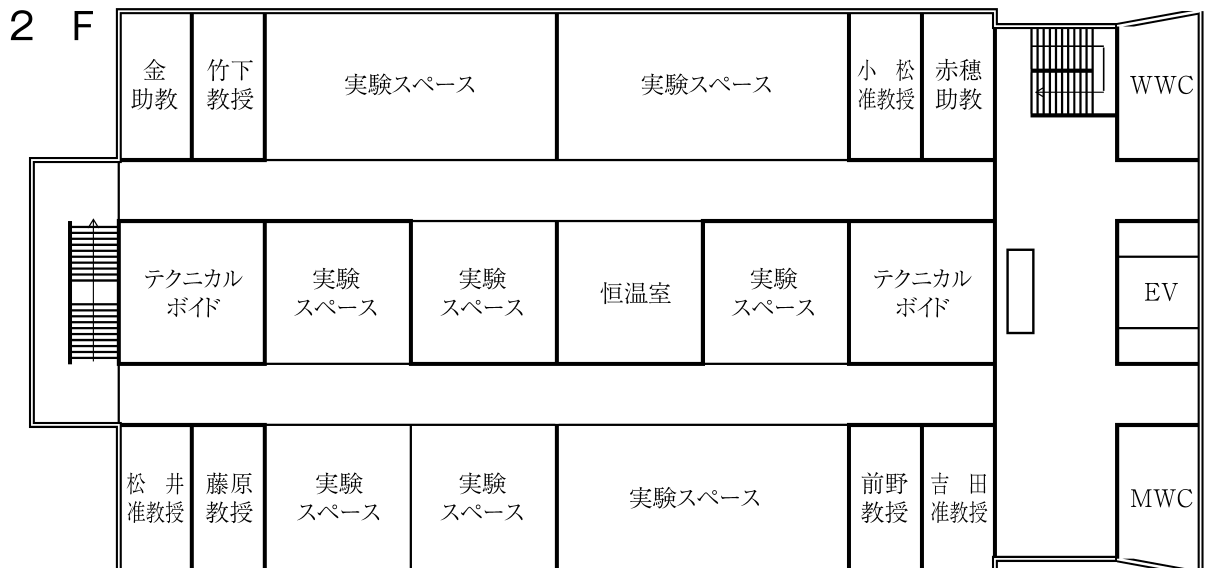 2 F
金
助教
竹下
教授
実験スペース
実験スペース
小 松
准教授
赤穂
助教
WWC
テクニカル
ボイド
実験
スペース
実験
スペース
恒温室
実験
スペース
テクニカル
ボイド
EV
松 井
准教授
藤原
教授
実験
スペース
実験
スペース
実験スペース
前野
教授
吉 田
准教授
MWC